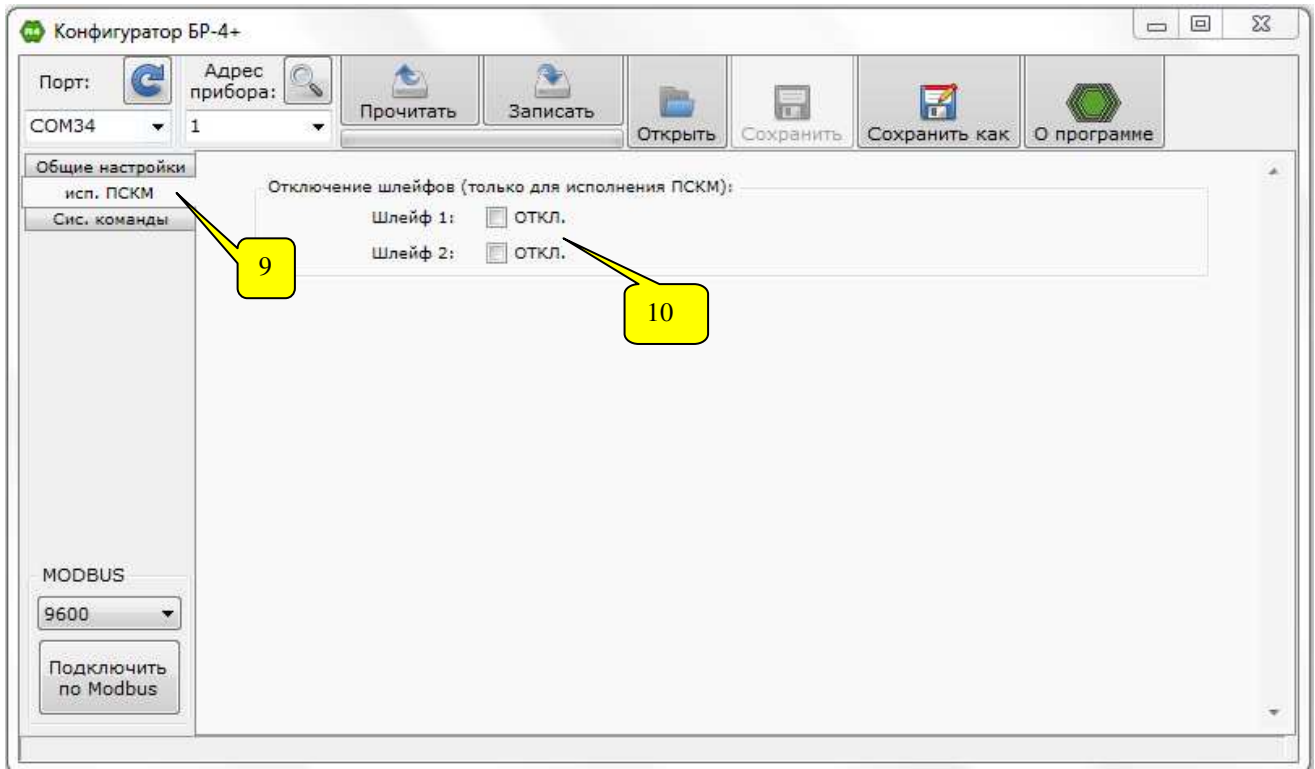 Конфигуратор БР-4+
Порт:
Адрес
прибора:
COM34
1
Прочитать
Записать
Открыть
Сохранить
Сохранить как
О программе
Общие настройки
исп. ПСКМ
Сис. команды
Отключение шлейфов (только для исполнения ПСКМ):
Шлейф 1:
ОТКЛ.
Шлейф 2:
ОТКЛ.
9
10
MODBUS
9600
Подключить
по Modbus